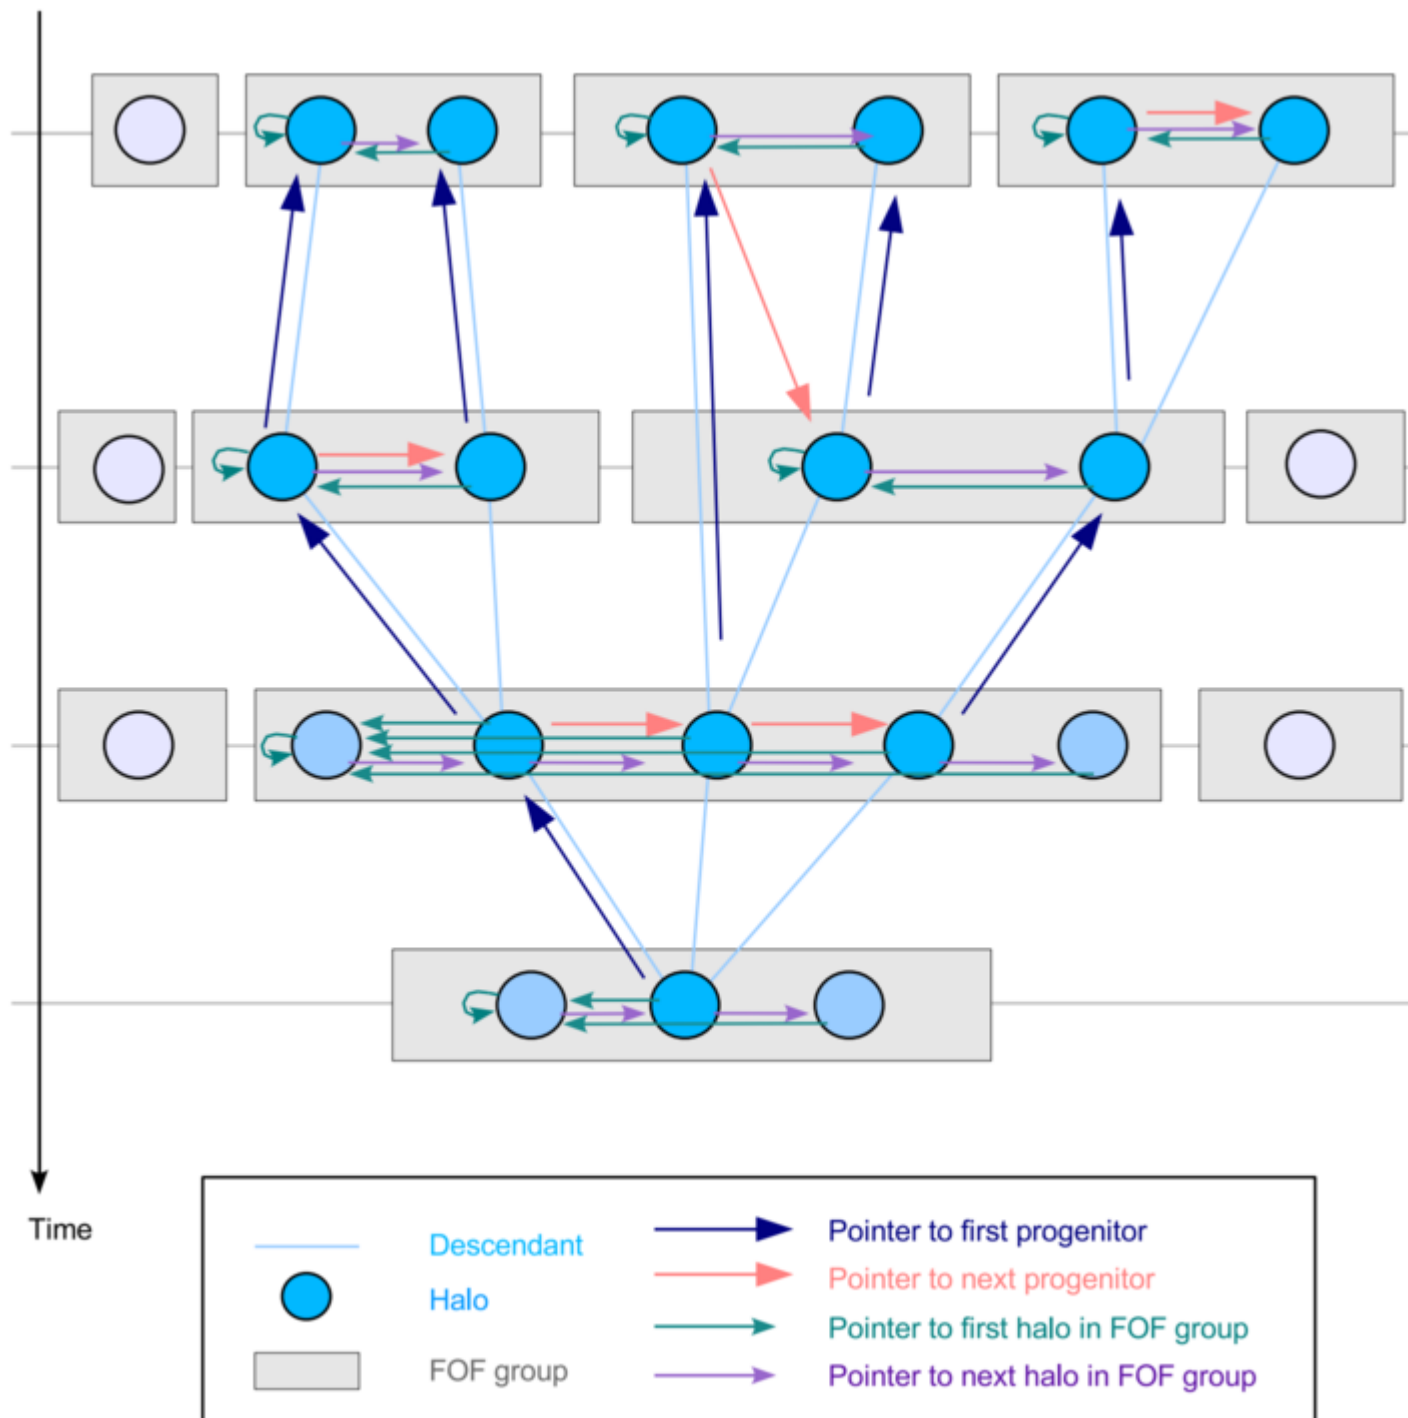 Time
Descendant
Halo
FOF group
Pointer to first progenitor
Pointer to next progenitor
Pointer to first halo in FOF group
Pointer to next halo in FOF group